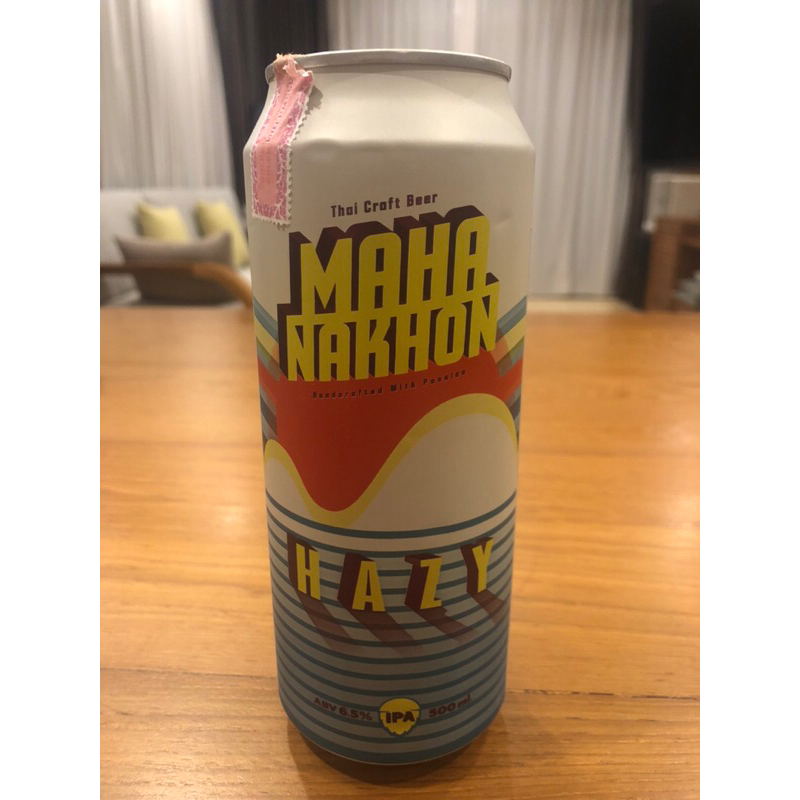 Thai Craft Beer
MAHA
NAKHON
Handcrafted With Passion
HAZY
ABV 6.5% IPA 500 ml